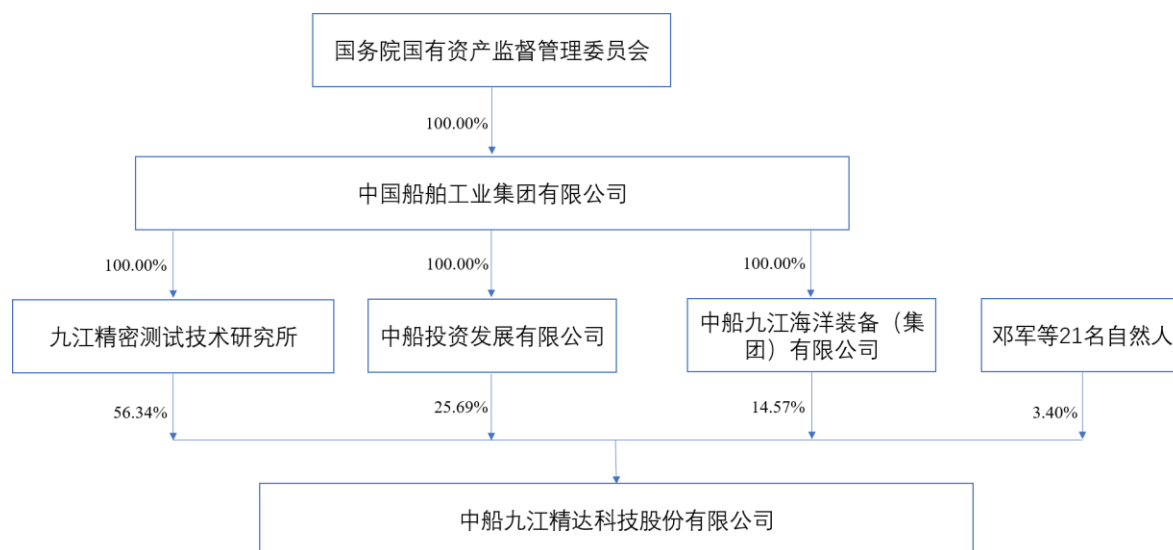 国务院国有资产监督管理委员会
100.00%
中国船舶工业集团有限公司
100.00%
100.00%
100.00%
九江精密测试技术研究所
中船投资发展有限公司
中船九江海洋装备（集
团）有限公司
邓军等21名自然人
56.34%
25.69%
14.57%
3.40%
中船九江精达科技股份有限公司